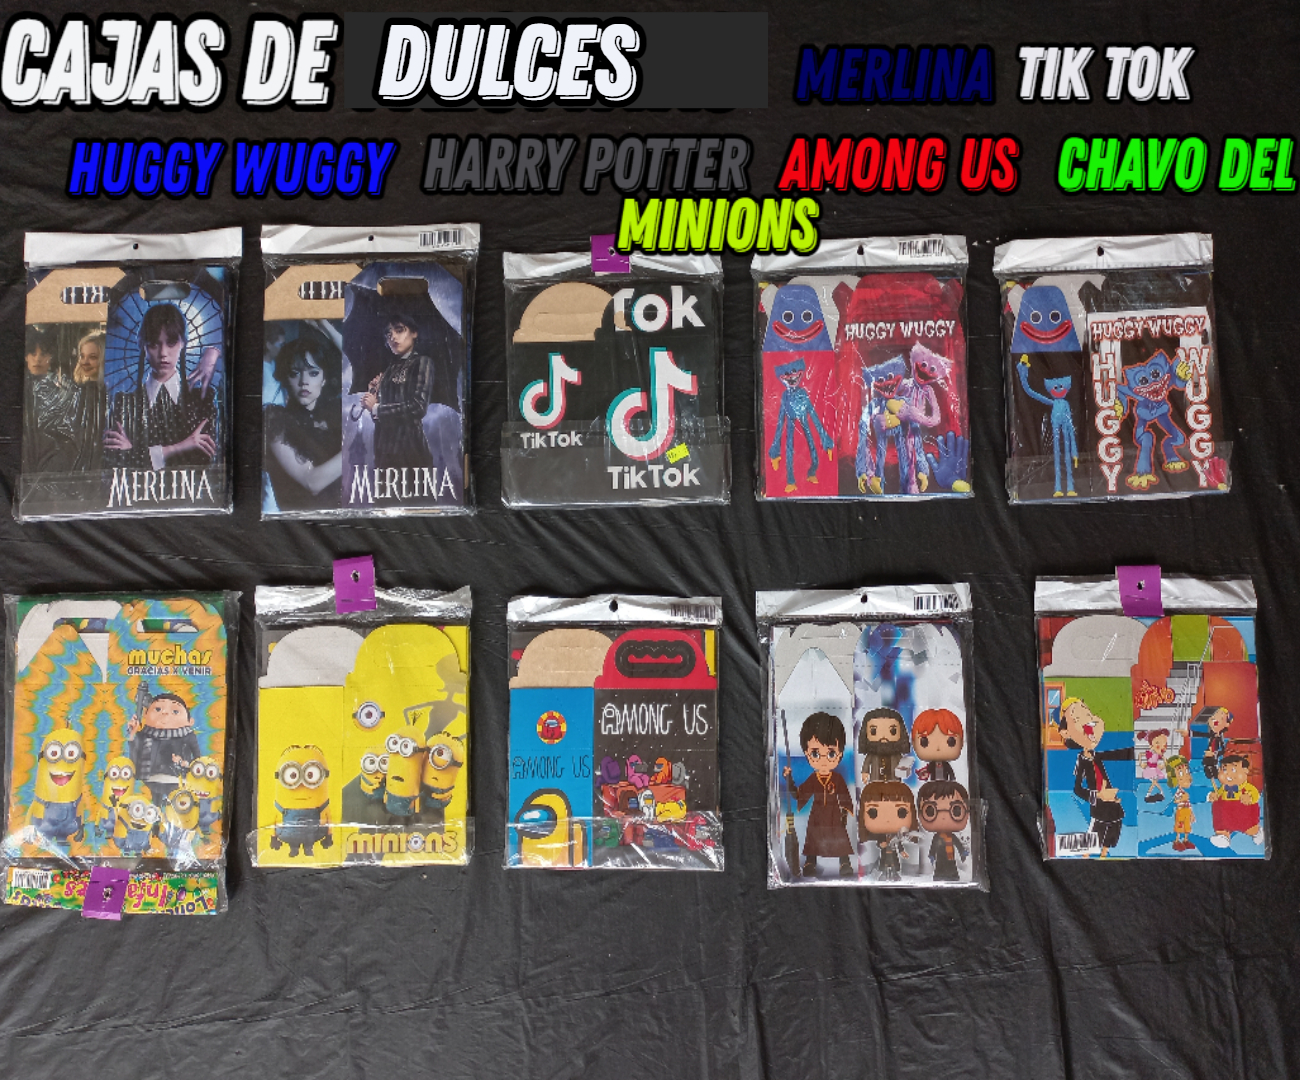 CAJAS DE DULCES
MERLINA TIK TOK
HUGGY WUGGY HARRY POTTER AMONG US CHAVO DEL
MINIONS
MERLINA
MERLINA
Tok
TikTok
TikTok
HUGGY WUGGY
HUGGY WUGGY
HUGGY
WUGGY
muchas
GRACIAS X VENIR
minions
AMONG US
AMONG US